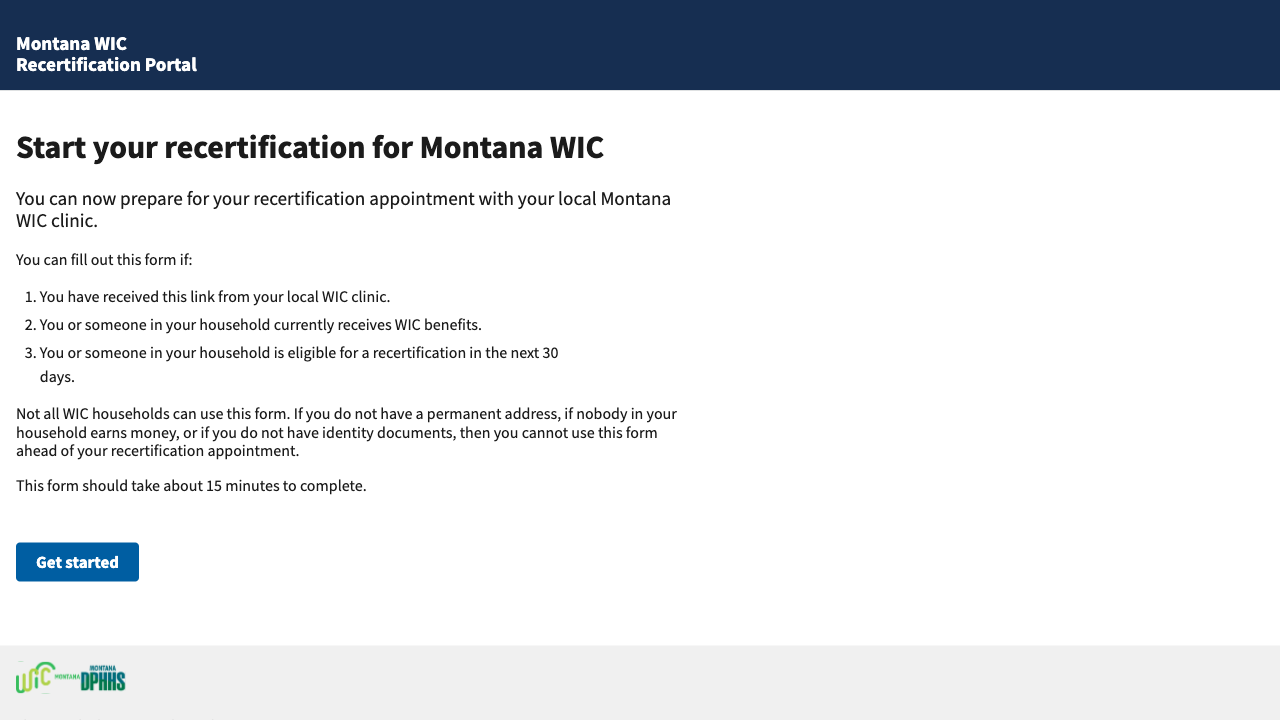 Montana WIC
Recertification Portal
Start your recertification for Montana WIC
You can now prepare for your recertification appointment with your local Montana
WIC clinic.
You can fill out this form if:
1. You have received this link from your local WIC clinic.
2. You or someone in your household currently receives WIC benefits.
3. You or someone in your household is eligible for a recertification in the next 30
days.
Not all WIC households can use this form. If you do not have a permanent address, if nobody in your
household earns money, or if you do not have identity documents, then you cannot use this form
ahead of your recertification appointment.
This form should take about 15 minutes to complete.
Get started
WIC MONTANA
MONTANA
DPHHS